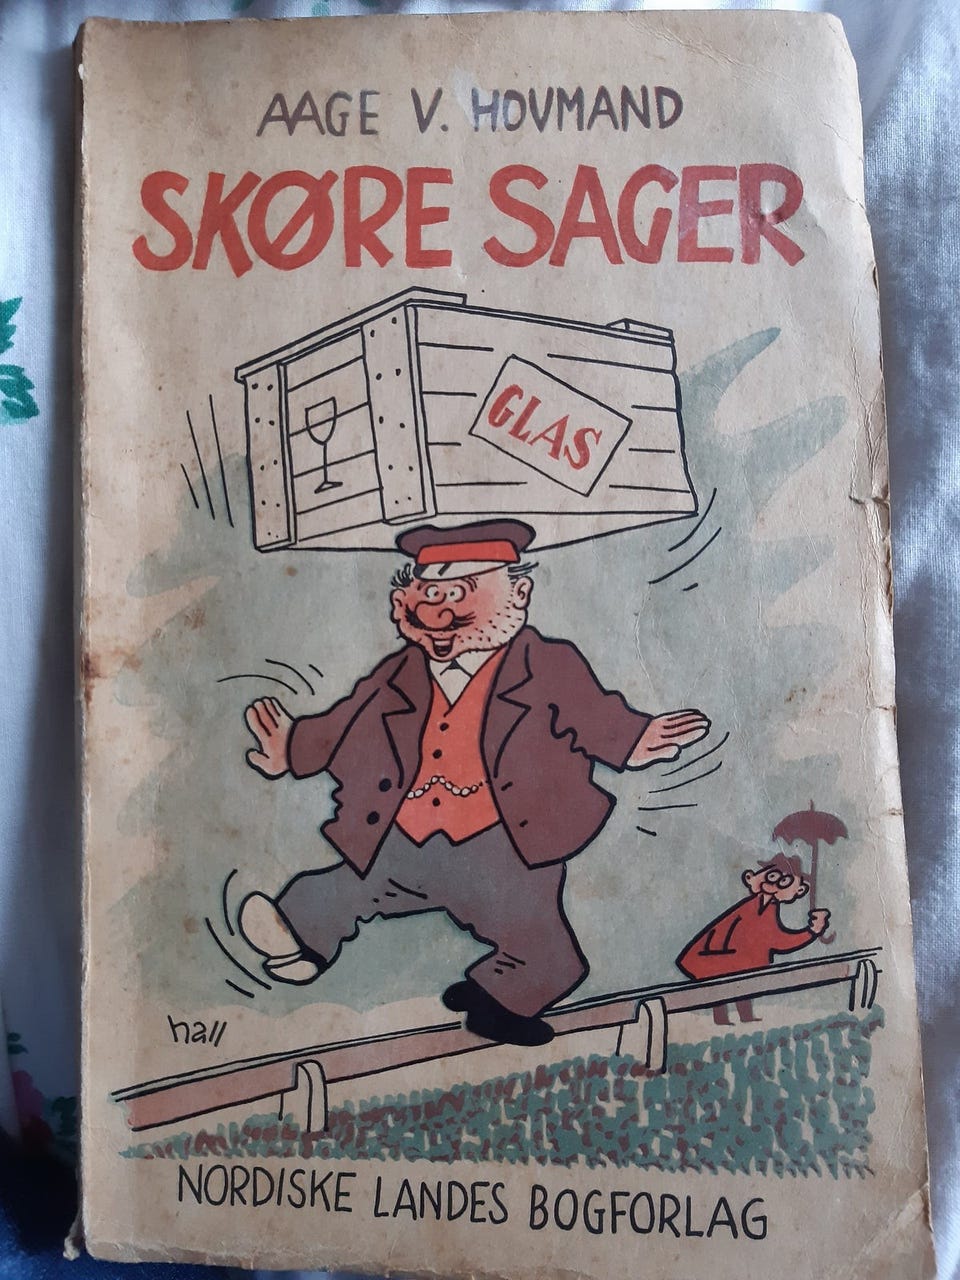 AAGE V. HOVMAND
SKØRE SAGER
GLAS
hall
NORDISKE LANDES BOGFORLAG